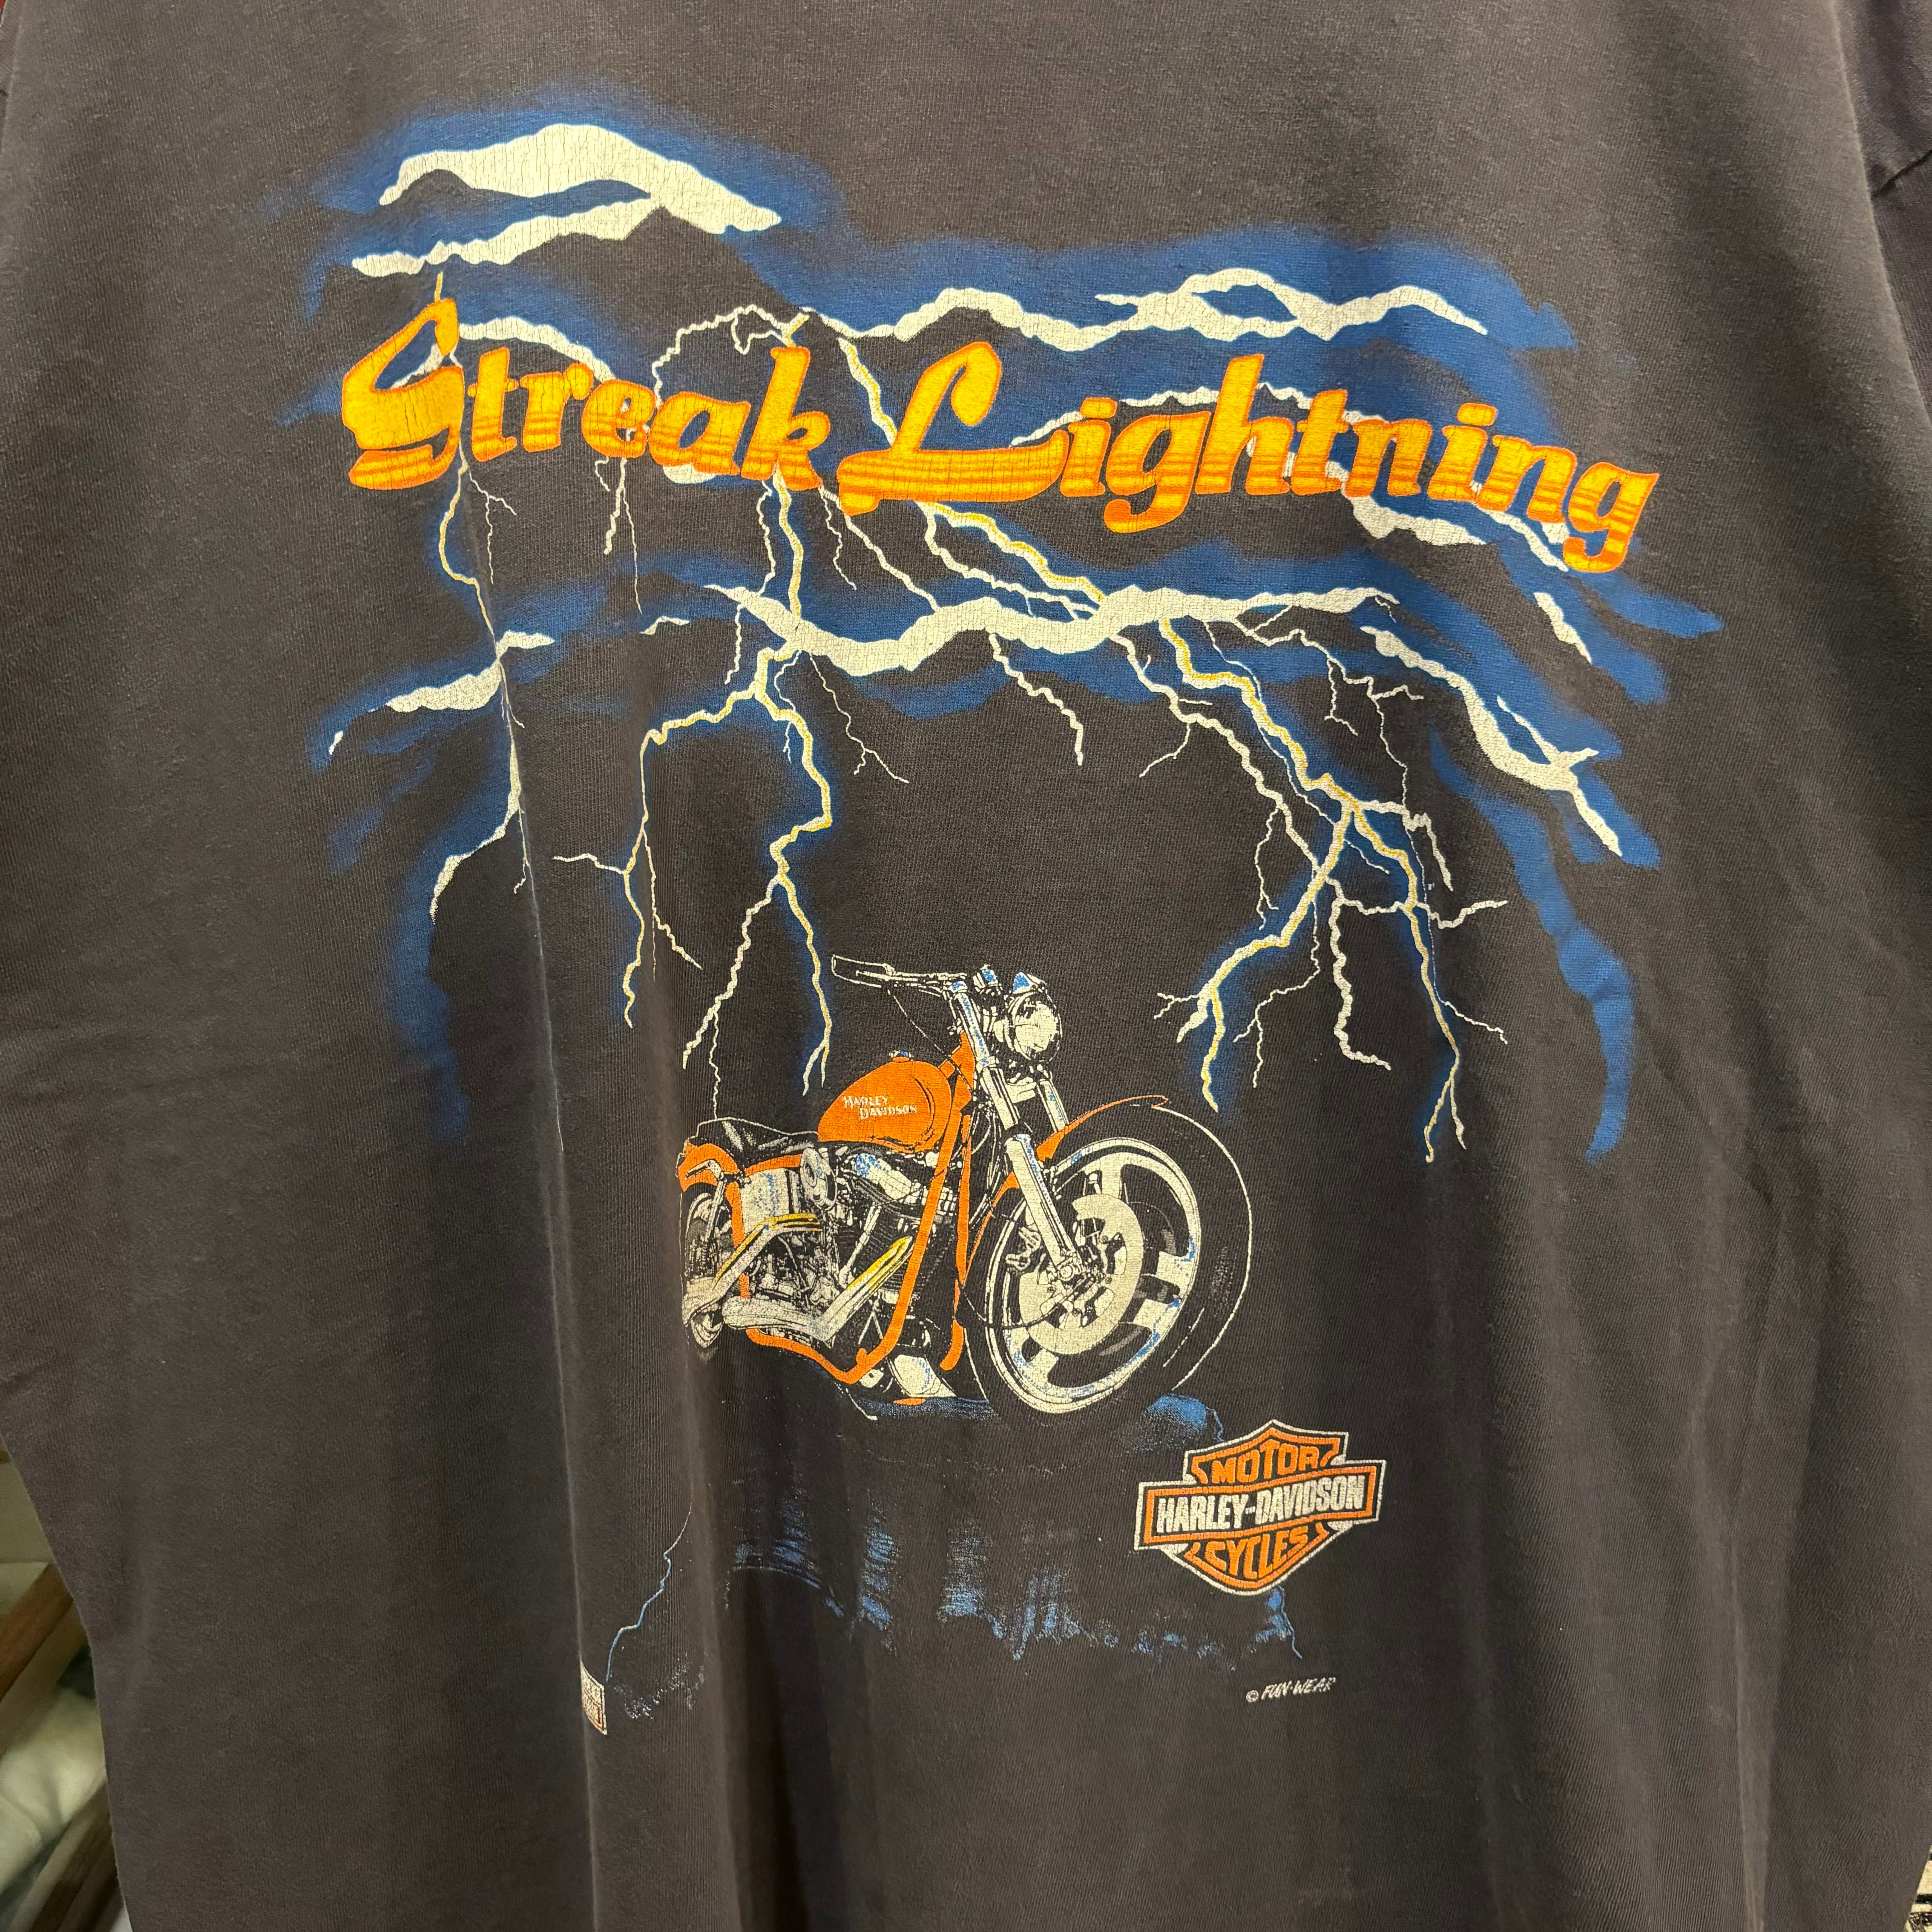 Streak Lightning
HARLEY
DAVIDSON
MOTOR
HARLEY-DAVIDSON
CYCLES
© FUN-WEAR